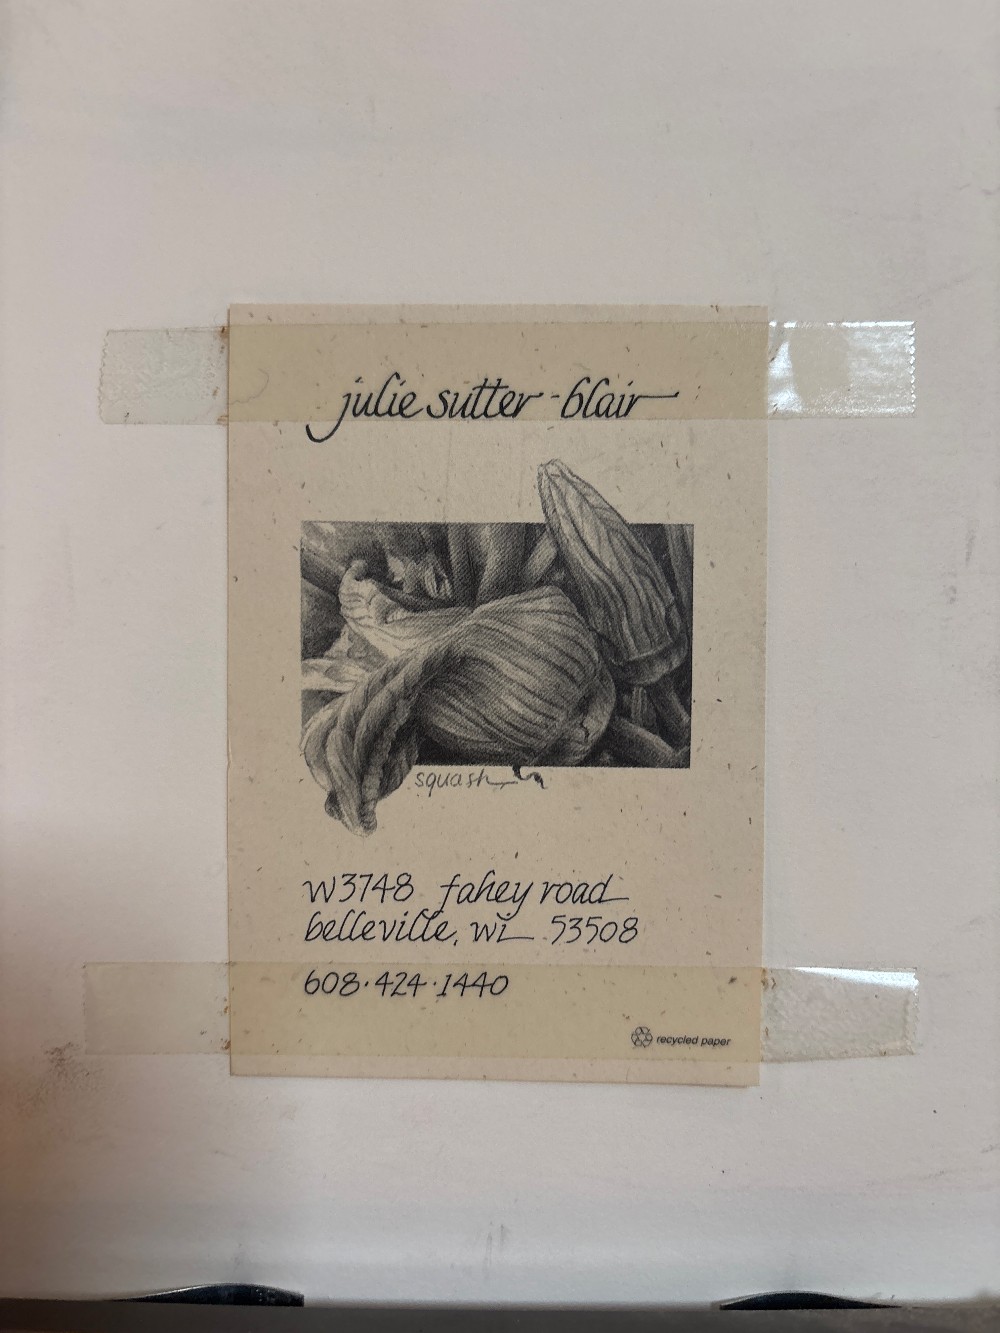 julie sutter-blair
squash
w3748 fahey road
belleville, wi 53508
608·424·1440
recycled paper